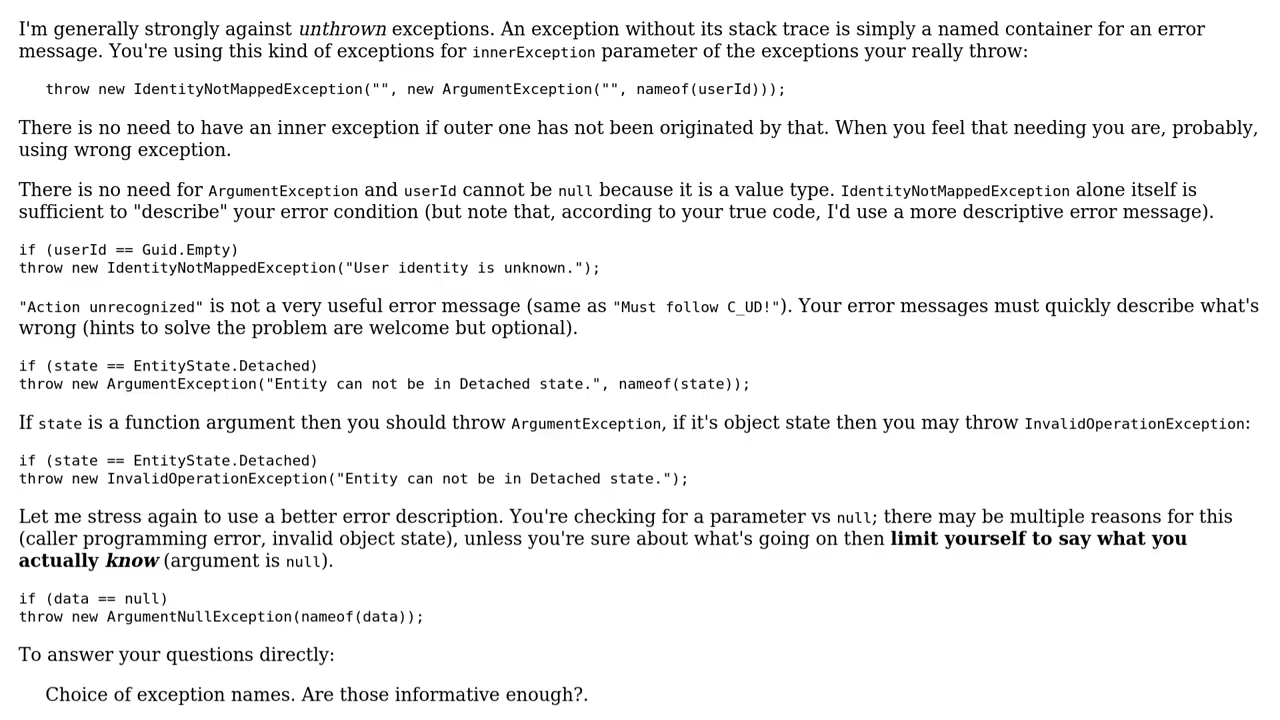 I'm generally strongly against unthrown exceptions. An exception without its stack trace is simply a named container for an error
message. You're using this kind of exceptions for innerException parameter of the exceptions your really throw:
throw new IdentityNotMappedException("", new ArgumentException("", nameof(userId)));
There is no need to have an inner exception if outer one has not been originated by that. When you feel that needing you are, probably,
using wrong exception.
There is no need for ArgumentException and userId cannot be null because it is a value type. IdentityNotMappedException alone itself is
sufficient to "describe" your error condition (but note that, according to your true code, I'd use a more descriptive error message).
if (userId == Guid.Empty)
throw new IdentityNotMappedException("User identity is unknown.");
"Action unrecognized" is not a very useful error message (same as "Must follow C_UD!"). Your error messages must quickly describe what's
wrong (hints to solve the problem are welcome but optional).
if (state == EntityState.Detached)
throw new ArgumentException("Entity can not be in Detached state.", nameof(state));
If state is a function argument then you should throw ArgumentException, if it's object state then you may throw InvalidOperationException:
if (state == EntityState.Detached)
throw new InvalidOperationException("Entity can not be in Detached state.");
Let me stress again to use a better error description. You're checking for a parameter vs null; there may be multiple reasons for this
(caller programming error, invalid object state), unless you're sure about what's going on then limit yourself to say what you
actually know (argument is null).
if (data == null)
throw new ArgumentNullException(nameof(data));
To answer your questions directly:
Choice of exception names. Are those informative enough?.